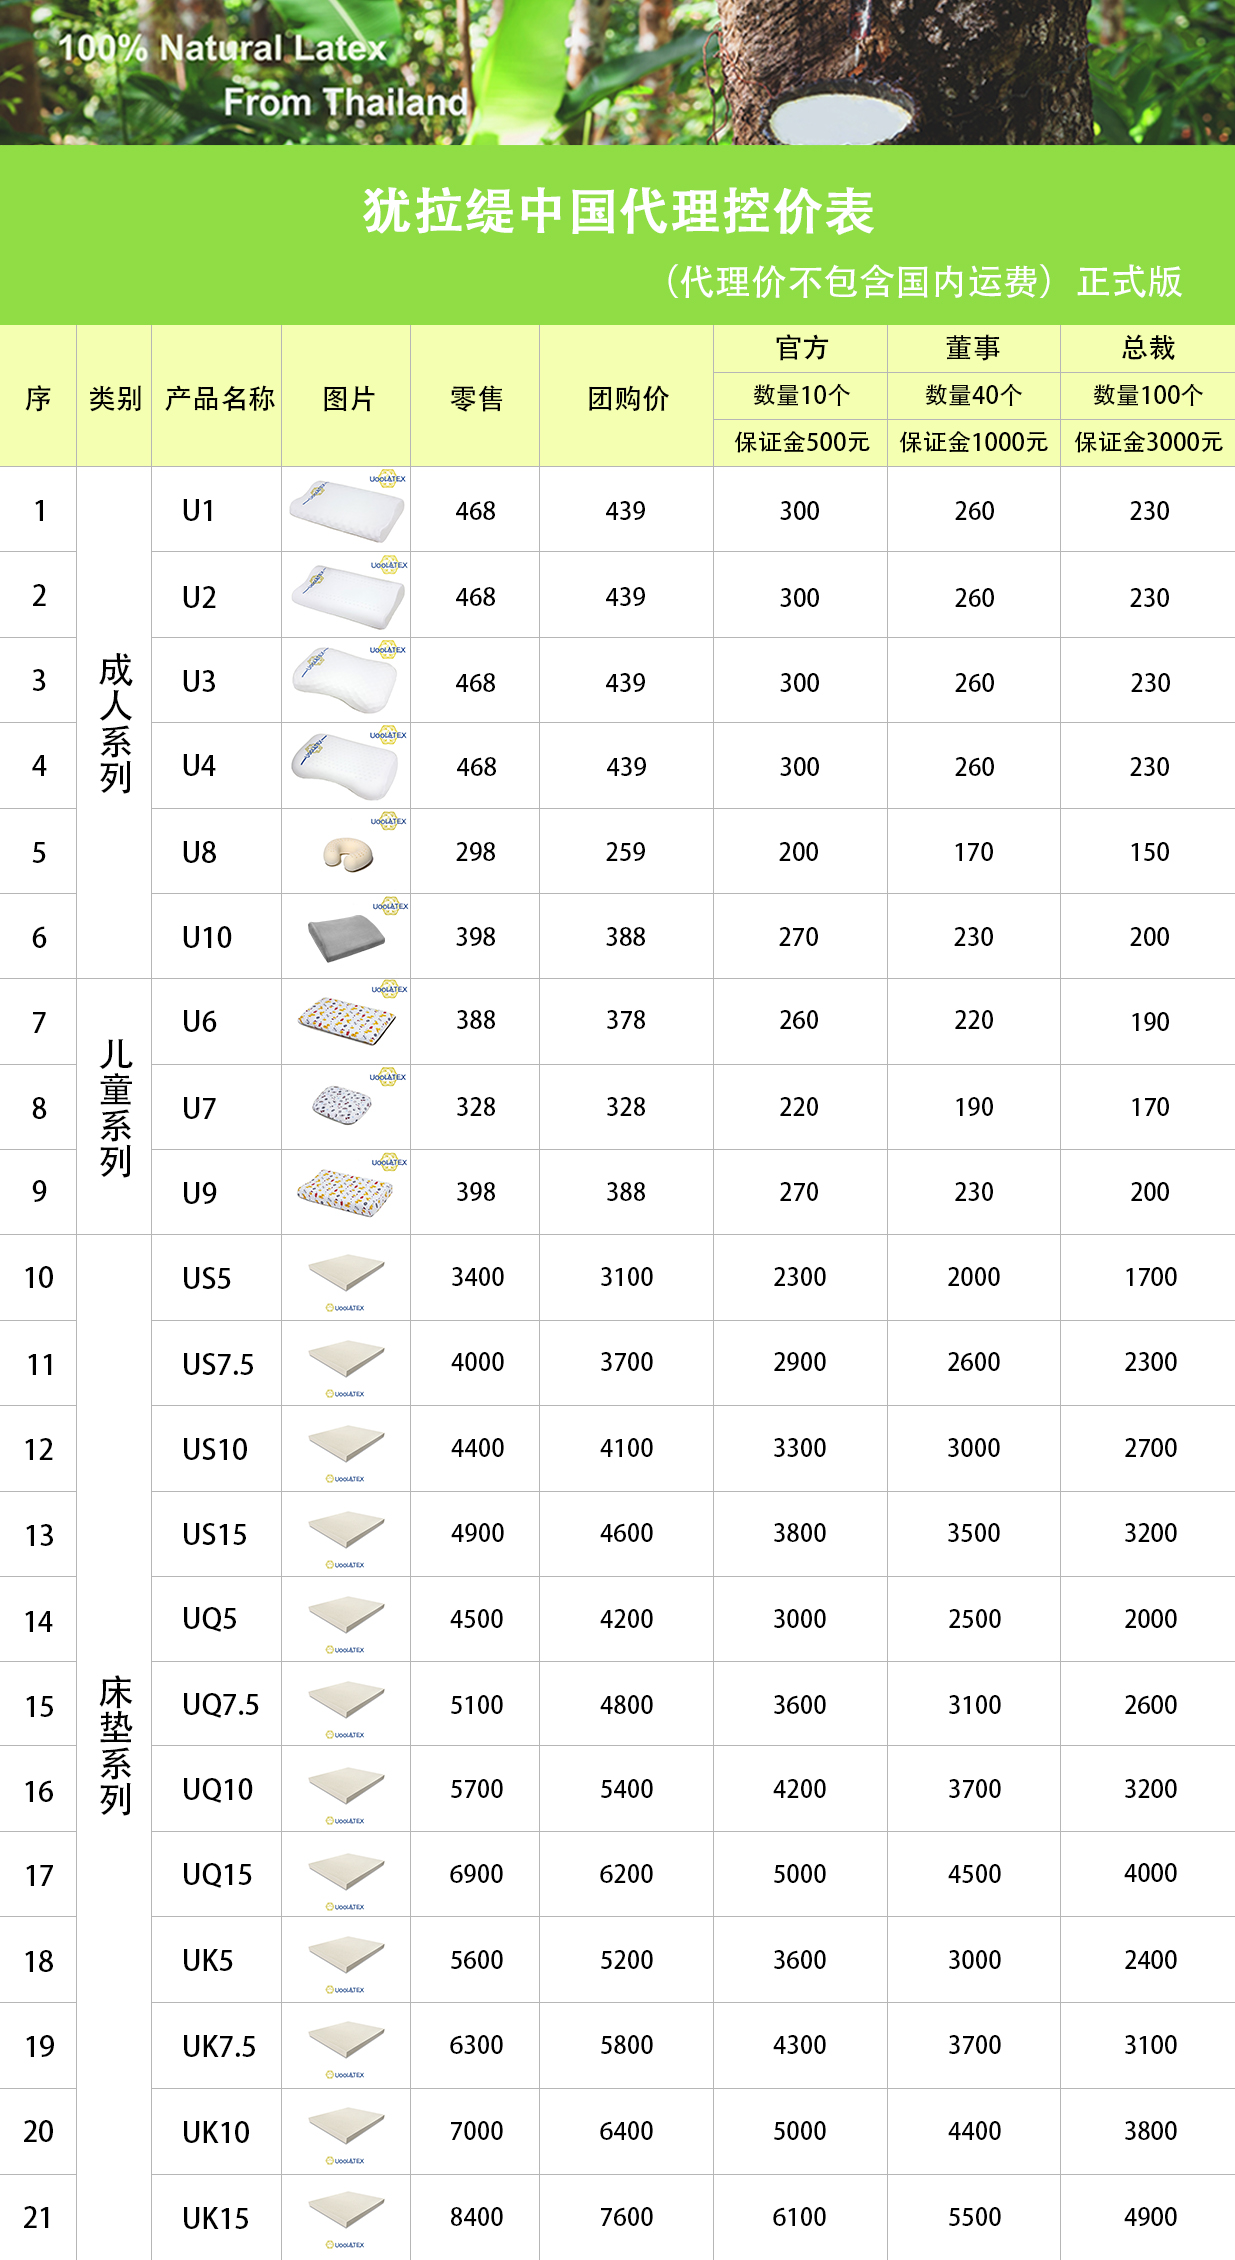 100% Natural Latex
From Thailand
犹拉缇中国代理控价表
（代理价不包含国内运费）正式版
序 类别 产品名称 图片 零售 团购价 官方 董事 总裁
数量10个 数量40个 数量100个
保证金500元 保证金1000元 保证金3000元
成人系列
1 U1 UOOLATEX 468 439 300 260 230
2 U2 UOOLATEX 468 439 300 260 230
3 U3 UOOLATEX 468 439 300 260 230
4 U4 UOOLATEX 468 439 300 260 230
5 U8 UOOLATEX 298 259 200 170 150
6 U10 UOOLATEX 398 388 270 230 200
儿童系列
7 U6 UOOLATEX 388 378 260 220 190
8 U7 UOOLATEX 328 328 220 190 170
9 U9 UOOLATEX 398 388 270 230 200
床垫系列
10 US5 UOOLATEX 3400 3100 2300 2000 1700
11 US7.5 UOOLATEX 4000 3700 2900 2600 2300
12 US10 UOOLATEX 4400 4100 3300 3000 2700
13 US15 UOOLATEX 4900 4600 3800 3500 3200
14 UQ5 UOOLATEX 4500 4200 3000 2500 2000
15 UQ7.5 UOOLATEX 5100 4800 3600 3100 2600
16 UQ10 UOOLATEX 5700 5400 4200 3700 3200
17 UQ15 UOOLATEX 6900 6200 5000 4500 4000
18 UK5 UOOLATEX 5600 5200 3600 3000 2400
19 UK7.5 UOOLATEX 6300 5800 4300 3700 3100
20 UK10 UOOLATEX 7000 6400 5000 4400 3800
21 UK15 UOOLATEX 8400 7600 6100 5500 4900